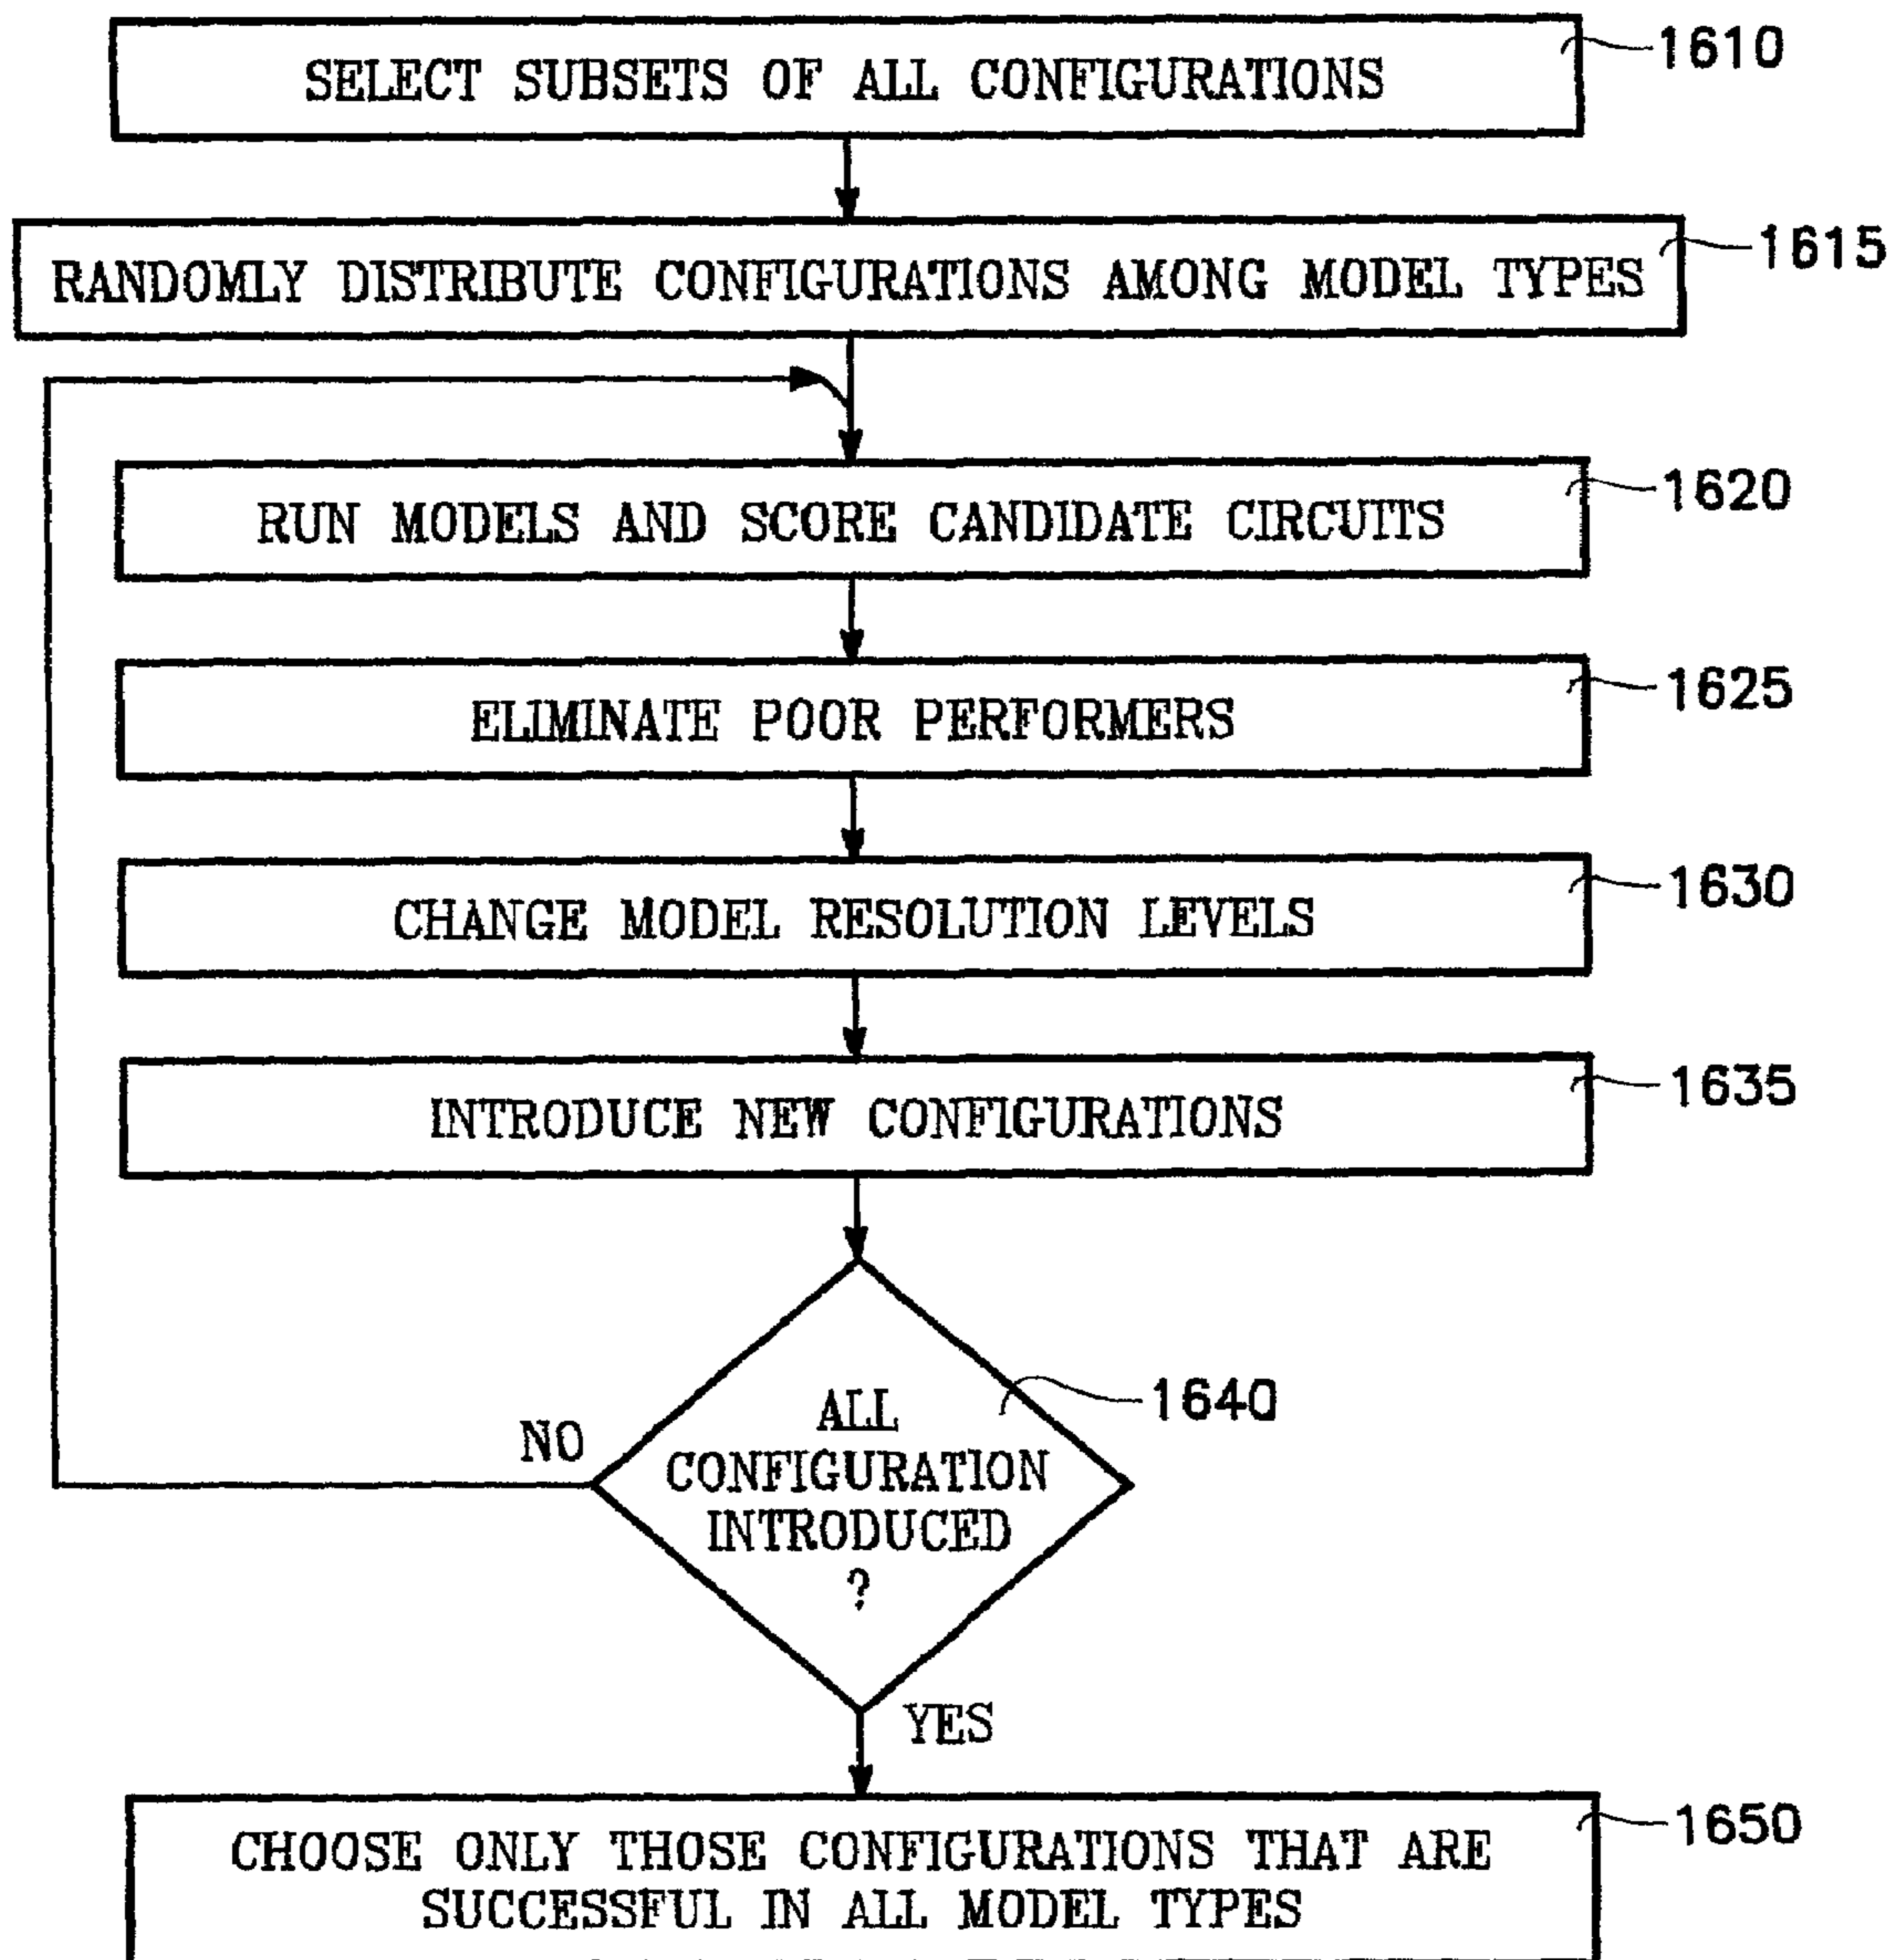 SELECT SUBSETS OF ALL CONFIGURATIONS
1610
RANDOMLY DISTRIBUTE CONFIGURATIONS AMONG MODEL TYPES
1615
RUN MODELS AND SCORE CANDIDATE CIRCUITS
1620
ELIMINATE POOR PERFORMERS
1625
CHANGE MODEL RESOLUTION LEVELS
1630
INTRODUCE NEW CONFIGURATIONS
1635
ALL
CONFIGURATION
INTRODUCED
?
1640
NO
YES
CHOOSE ONLY THOSE CONFIGURATIONS THAT ARE
SUCCESSFUL IN ALL MODEL TYPES
1650